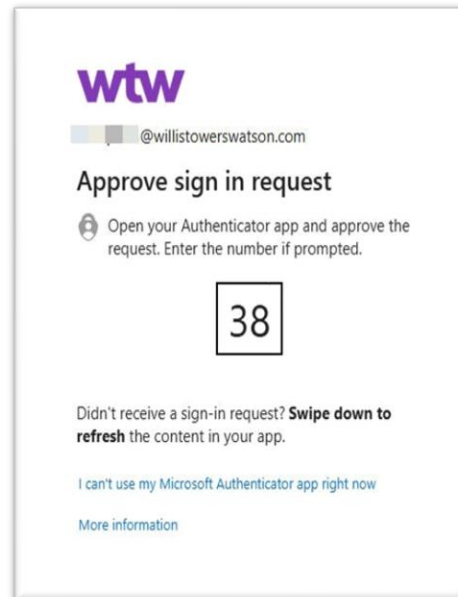 wtw
@willistowerswatson.com
Approve sign in request
Open your Authenticator app and approve the
request. Enter the number if prompted.
38
Didn't receive a sign-in request? Swipe down to
refresh the content in your app.
I can't use my Microsoft Authenticator app right now
More information